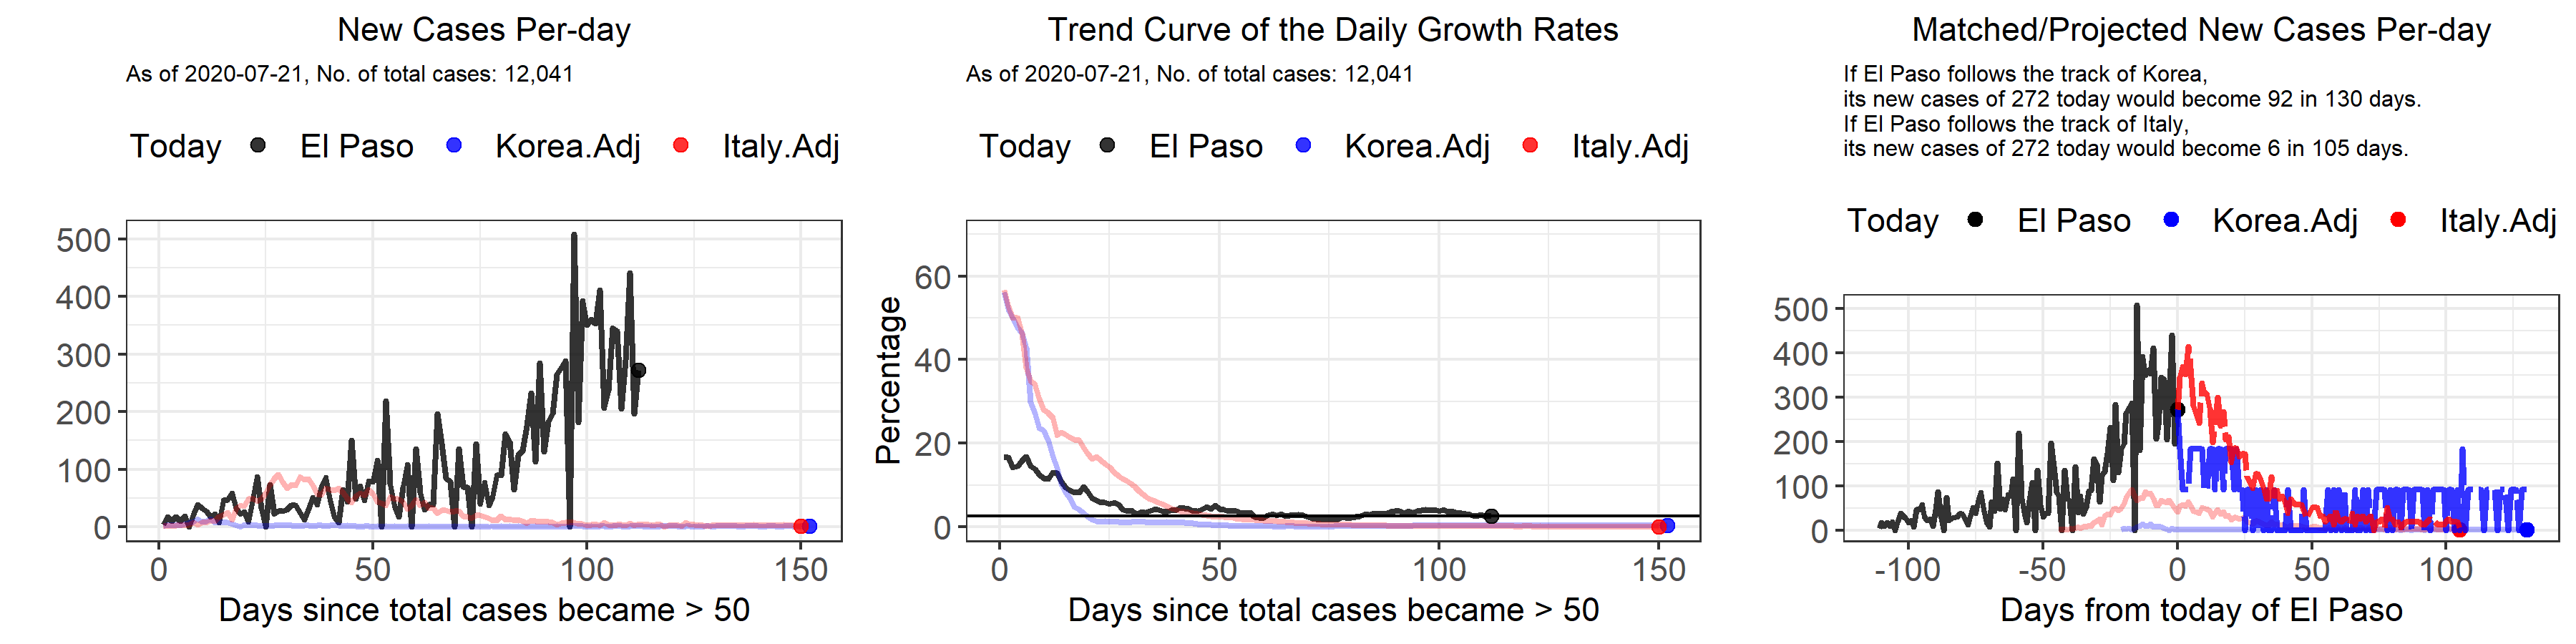 New Cases Per-day
As of 2020-07-21, No. of total cases: 12,041
Today El Paso Korea.Adj Italy.Adj
500
400
300
200
100
0
0 50 100 150
Days since total cases became > 50
Trend Curve of the Daily Growth Rates
As of 2020-07-21, No. of total cases: 12,041
Today El Paso Korea.Adj Italy.Adj
Percentage
60
40
20
0
0 50 100 150
Days since total cases became > 50
Matched/Projected New Cases Per-day
If El Paso follows the track of Korea,
its new cases of 272 today would become 92 in 130 days.
If El Paso follows the track of Italy,
its new cases of 272 today would become 6 in 105 days.
Today El Paso Korea.Adj Italy.Adj
500
400
300
200
100
0
-100 -50 0 50 100
Days from today of El Paso